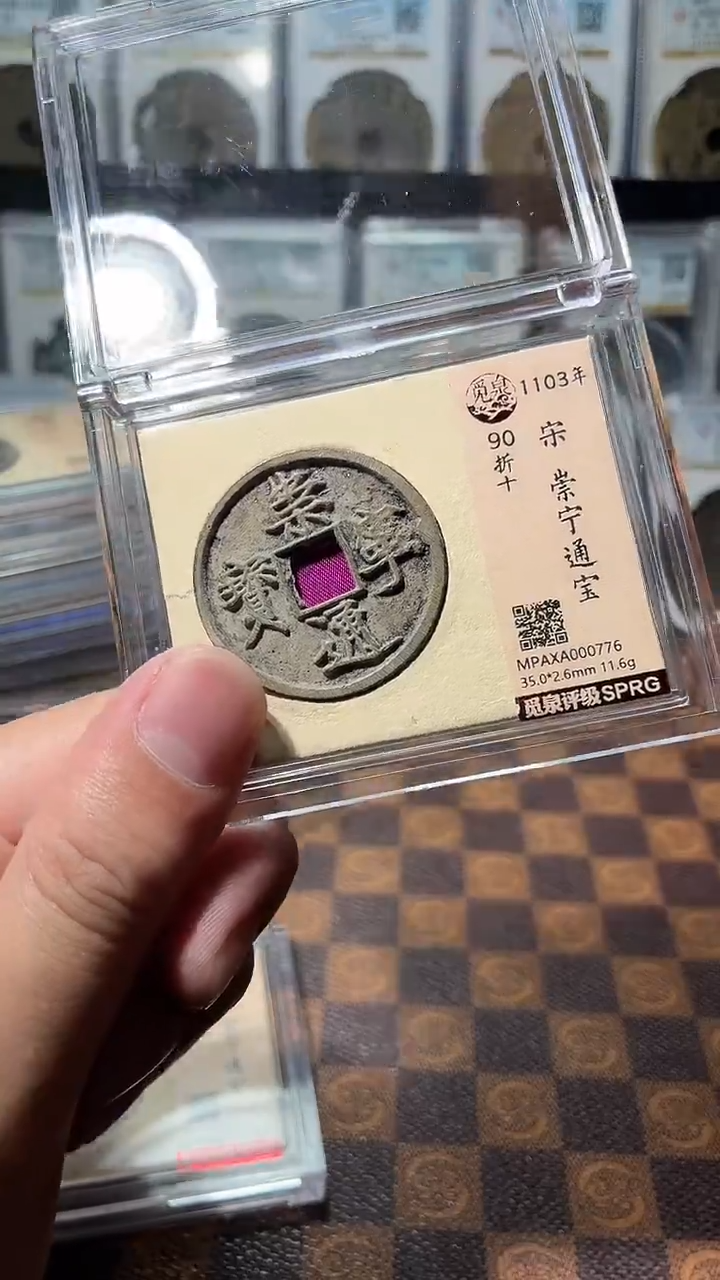 崇寧通寳
觅泉
1103年
90
折十
宋 崇宁通宝
MPAXA000776
35.0*2.6mm 11.6g
觅泉评级SPRG